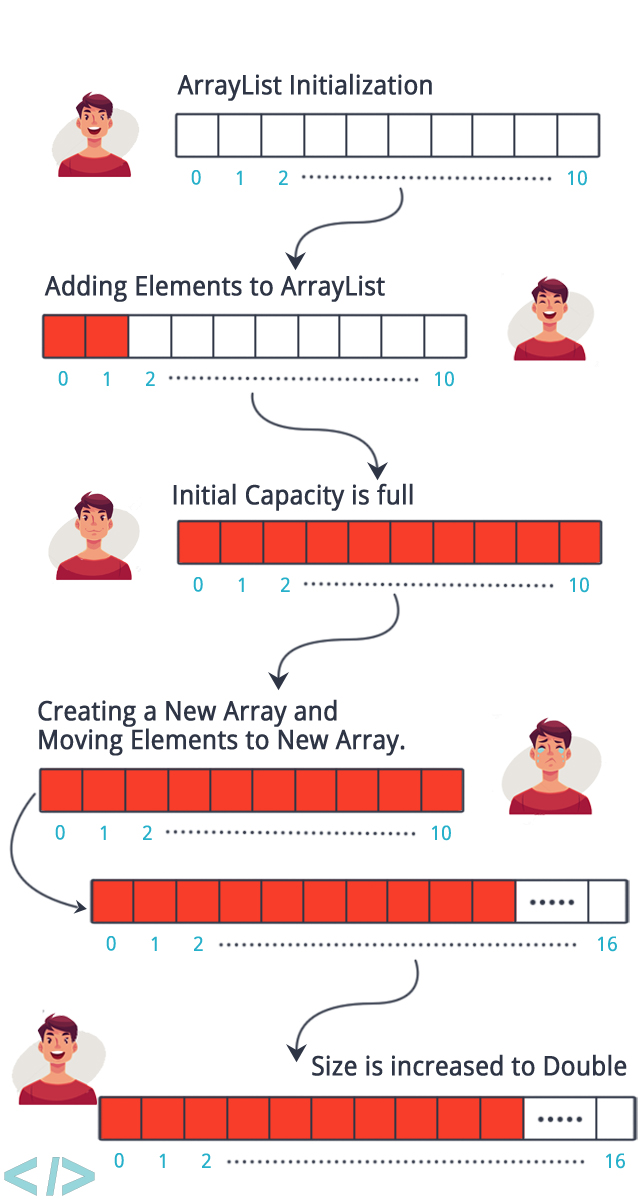 ArrayList Initialization
0 1 2 .......................................... 10
Adding Elements to ArrayList
0 1 2 .......................................... 10
Initial Capacity is full
0 1 2 .......................................... 10
Creating a New Array and
Moving Elements to New Array.
0 1 2 .......................................... 10
.....
0 1 2 .......................................... 16
Size is increased to Double
.....
0 1 2 .......................................... 16
</>